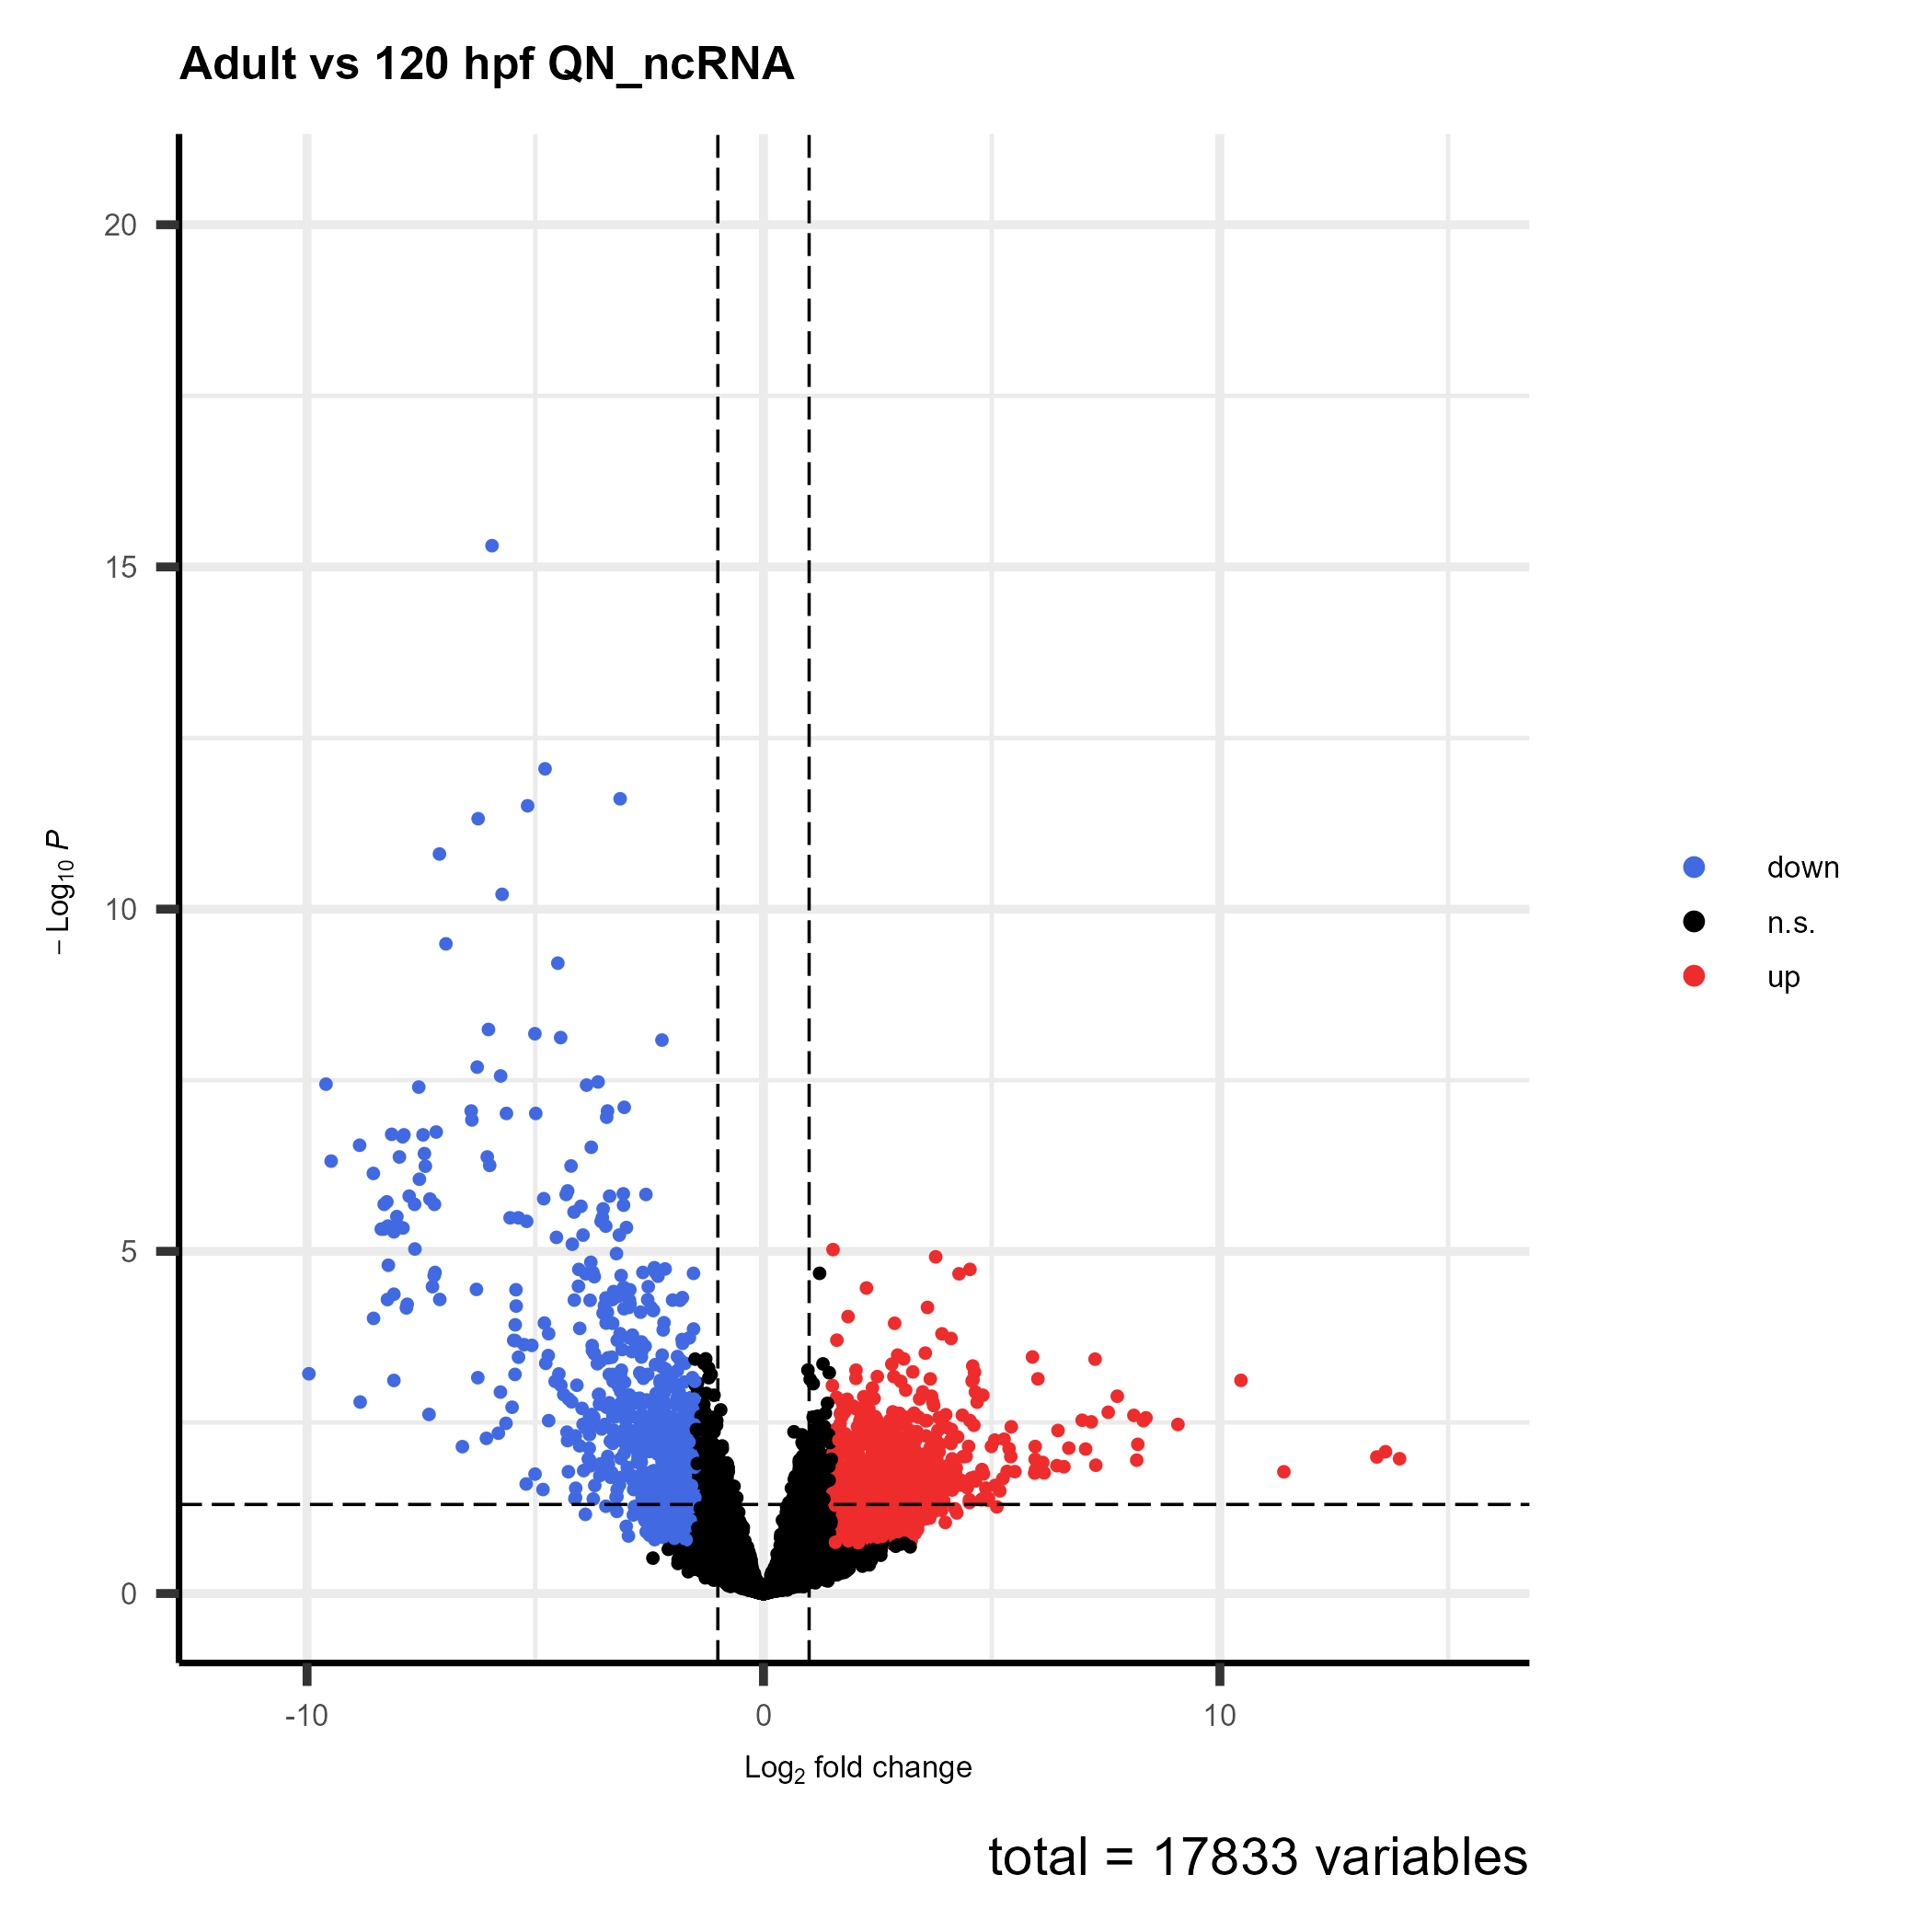 Adult vs 120 hpf QN_ncRNA
20
15
10
5
0
– Log₁₀ P
-10
0
10
Log₂ fold change
down
n.s.
up
total = 17833 variables